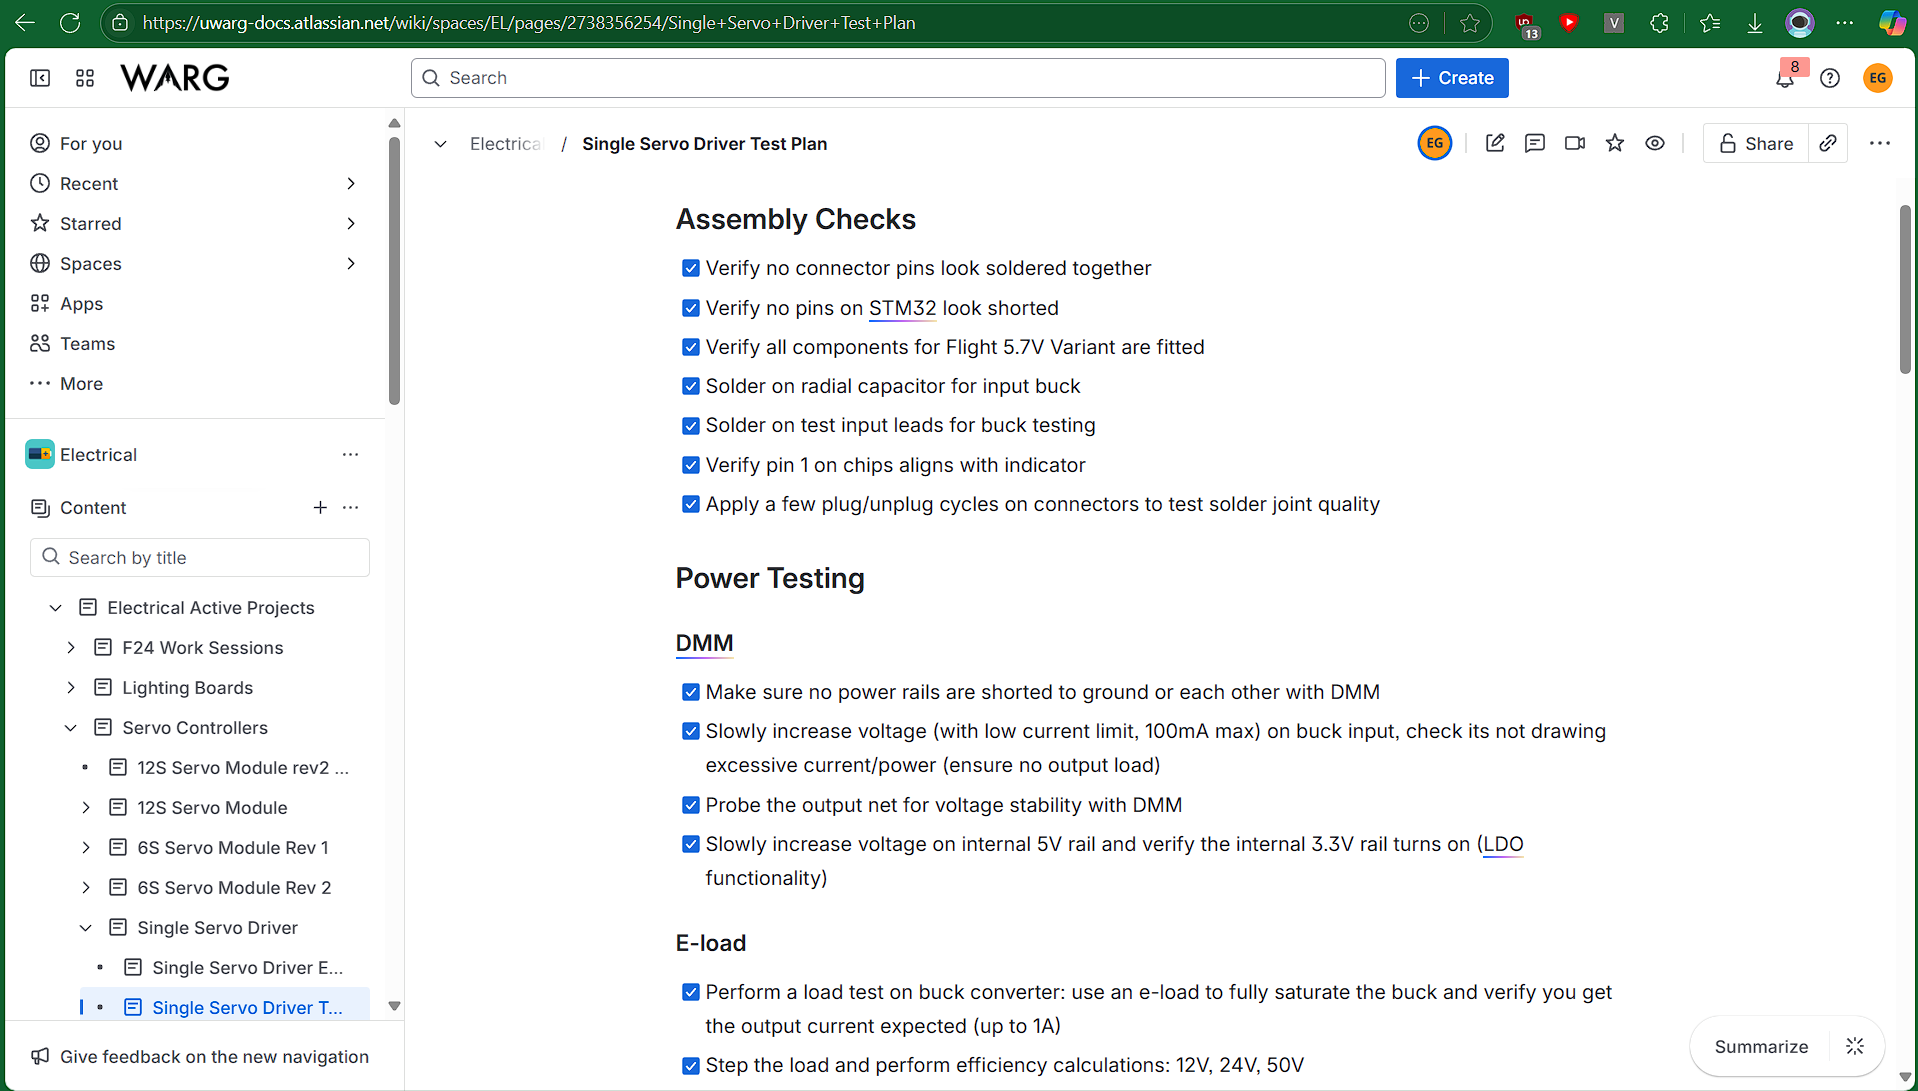 https://uwarg-docs.atlassian.net/wiki/spaces/EL/pages/2738356254/Single+Servo+Driver+Test+Plan
13
V
WARG
Search
+ Create
8
EG
For you
Recent
Starred
Spaces
Apps
Teams
More
Electrical
Content
Search by title
Electrical Active Projects
F24 Work Sessions
Lighting Boards
Servo Controllers
12S Servo Module rev2 ...
12S Servo Module
6S Servo Module Rev 1
6S Servo Module Rev 2
Single Servo Driver
Single Servo Driver E...
Single Servo Driver T...
Give feedback on the new navigation
Electrical / Single Servo Driver Test Plan
EG
Share
Assembly Checks
Verify no connector pins look soldered together
Verify no pins on STM32 look shorted
Verify all components for Flight 5.7V Variant are fitted
Solder on radial capacitor for input buck
Solder on test input leads for buck testing
Verify pin 1 on chips aligns with indicator
Apply a few plug/unplug cycles on connectors to test solder joint quality
Power Testing
DMM
Make sure no power rails are shorted to ground or each other with DMM
Slowly increase voltage (with low current limit, 100mA max) on buck input, check its not drawing
excessive current/power (ensure no output load)
Probe the output net for voltage stability with DMM
Slowly increase voltage on internal 5V rail and verify the internal 3.3V rail turns on (LDO
functionality)
E-load
Perform a load test on buck converter: use an e-load to fully saturate the buck and verify you get
the output current expected (up to 1A)
Step the load and perform efficiency calculations: 12V, 24V, 50V
Summarize